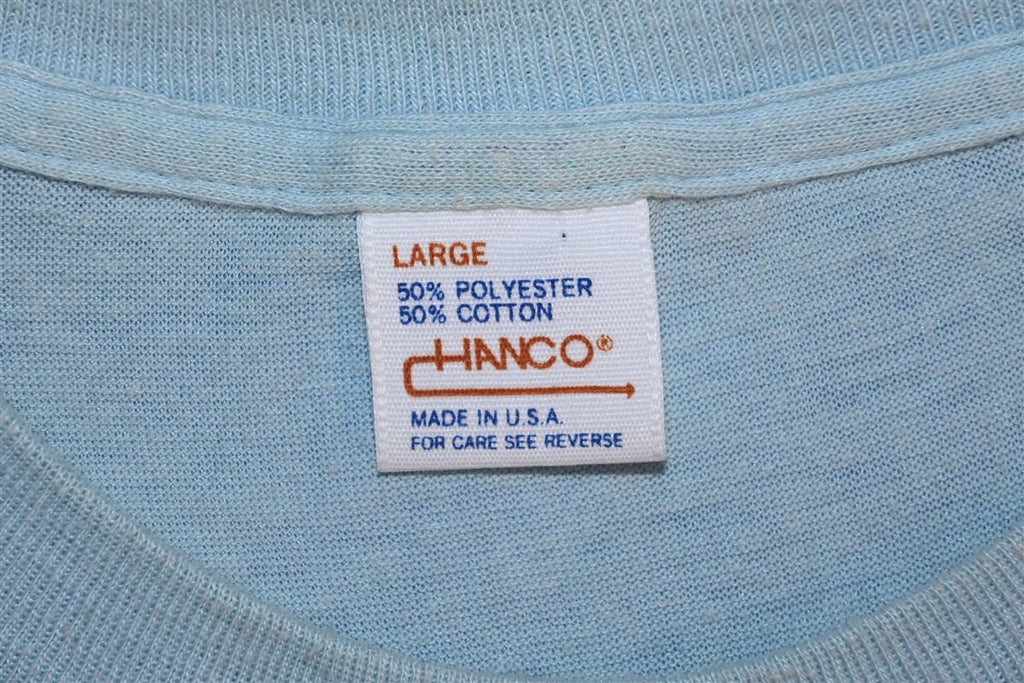 LARGE
50% POLYESTER
50% COTTON
HANCO®
MADE IN U.S.A.
FOR CARE SEE REVERSE